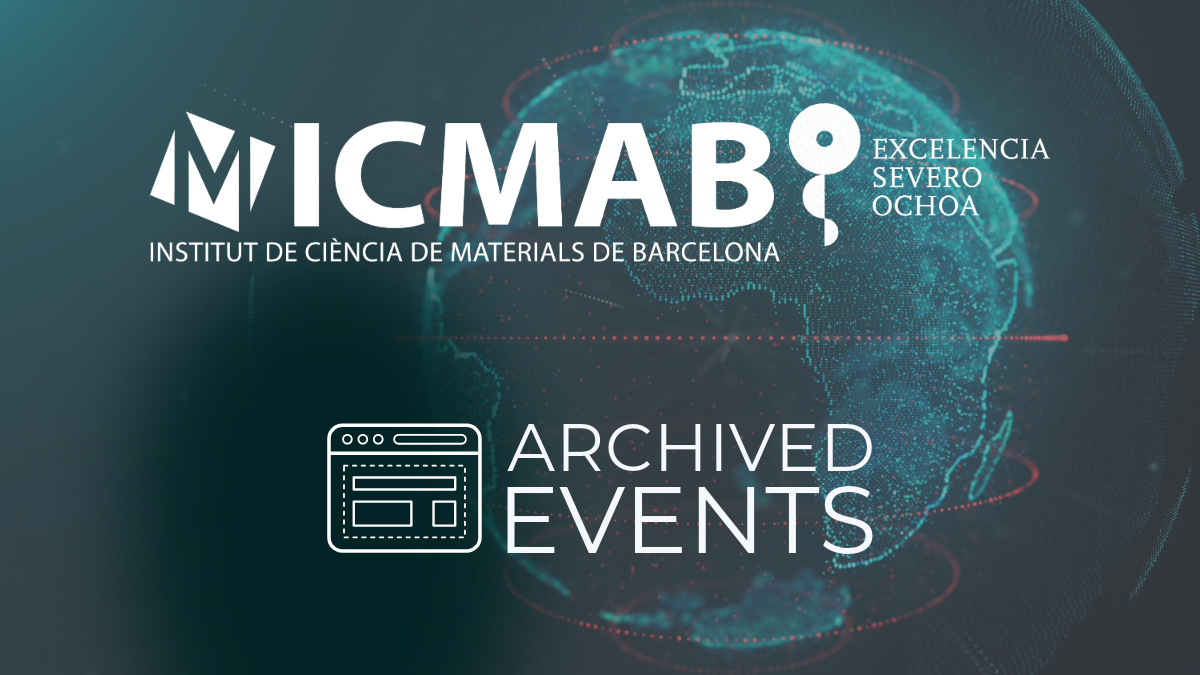 ICMAB
INSTITUT DE CIÈNCIA DE MATERIALS DE BARCELONA
EXCELENCIA
SEVERO
OCHOA
ARCHIVED
EVENTS